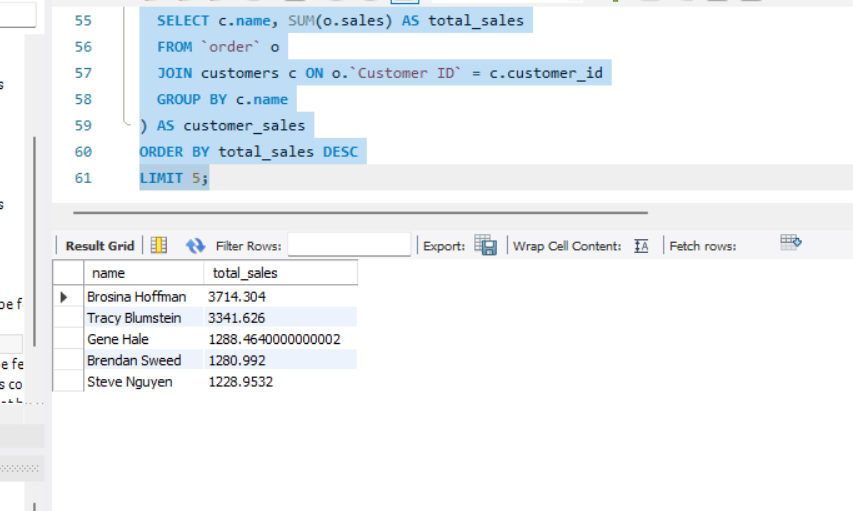 55 SELECT c.name, SUM(o.sales) AS total_sales
56 FROM `order` o
57 JOIN customers c ON o.`Customer ID` = c.customer_id
58 GROUP BY c.name
59 ) AS customer_sales
60 ORDER BY total_sales DESC
61 LIMIT 5;
Result Grid Filter Rows: Export: Wrap Cell Content: Fetch rows:
name total_sales
Brosina Hoffman 3714.304
Tracy Blumstein 3341.626
Gene Hale 1288.4640000000002
Brendan Sweed 1280.992
Steve Nguyen 1228.9532